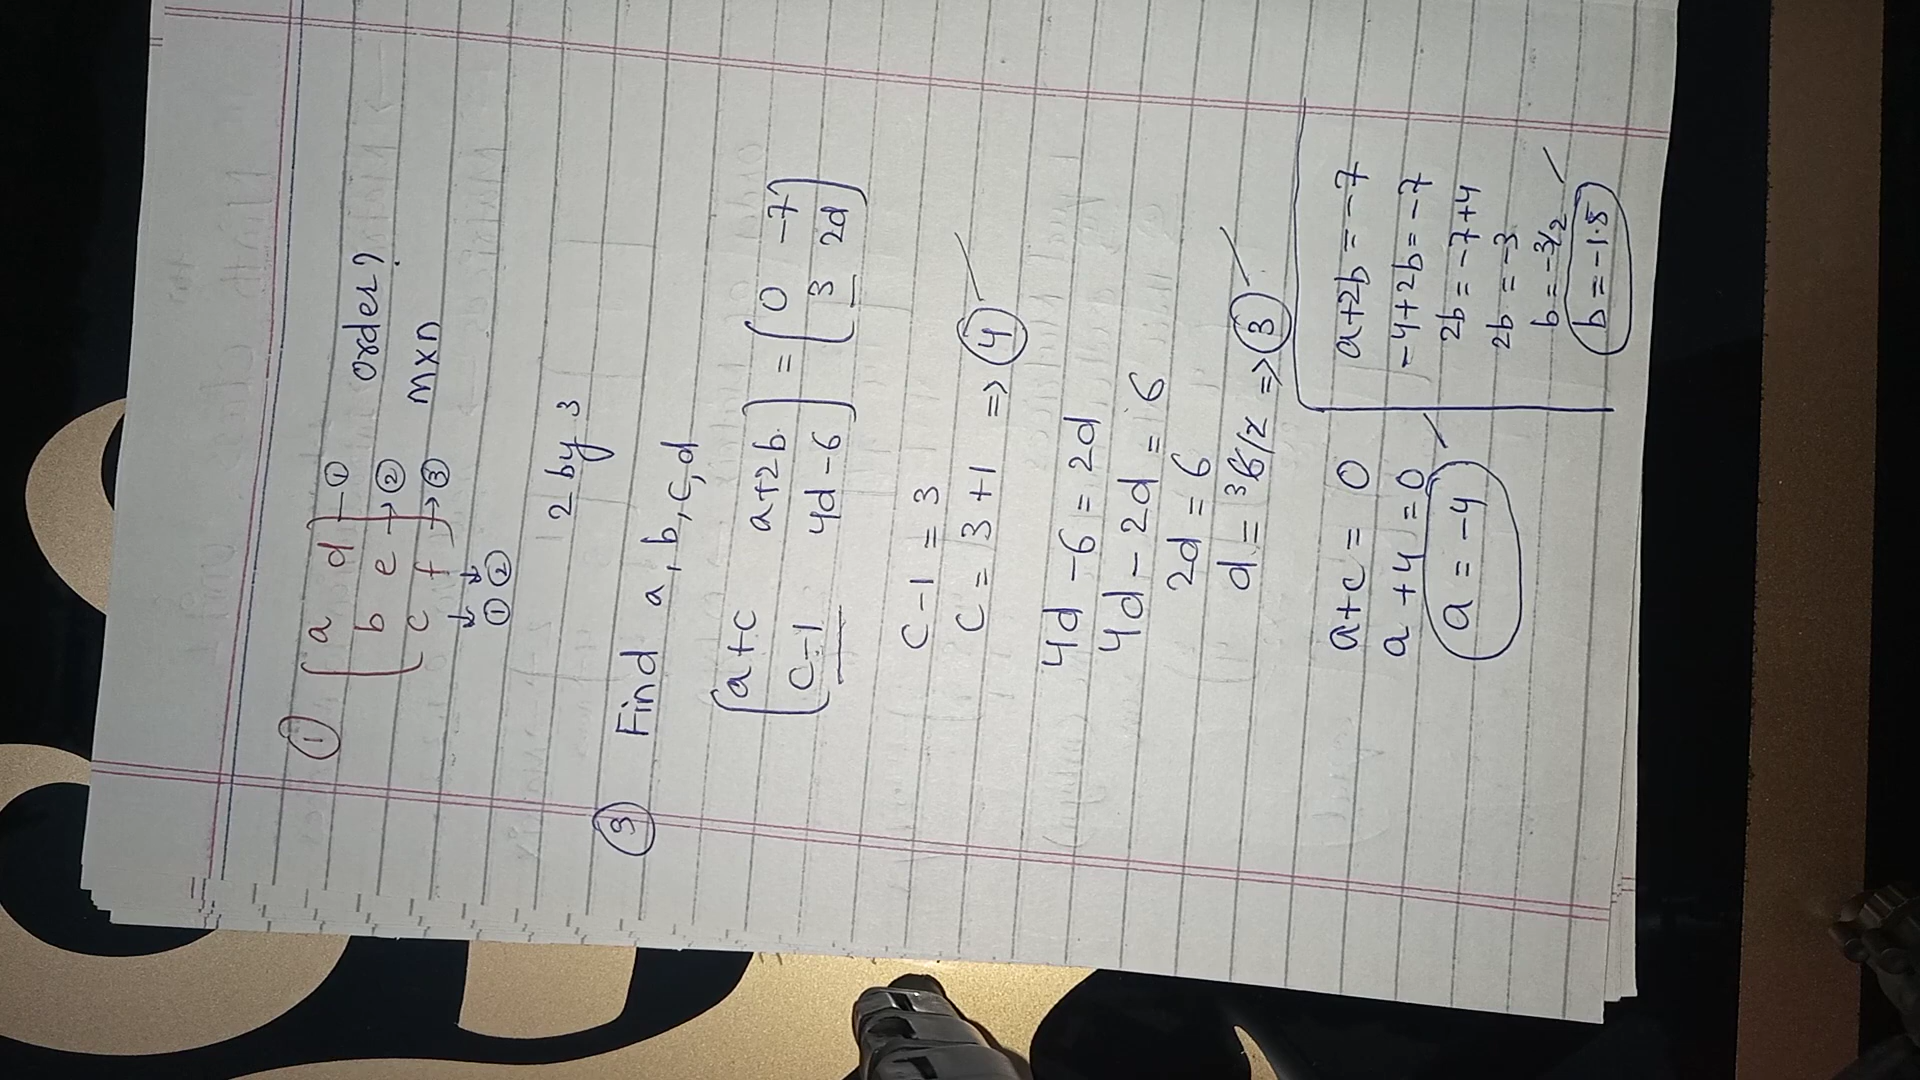 ① (a d) → ① order?
(b e) → ② m×n
(c f) → ③
↓ ↓
① ②
2 by 3
③ Find a, b, c, d
(a+c a+2b) = (0 -7)
(c-1 4d-6) (3 2d)
c-1 = 3
c = 3+1 => ④
4d-6 = 2d
4d-2d = 6
2d = 6
d = ³6/2 => ③
a+c = 0
a+4 = 0
a = -4
a+2b = -7
-4+2b = -7
2b = -7+4
2b = -3
b = -3/2
b = -1.5